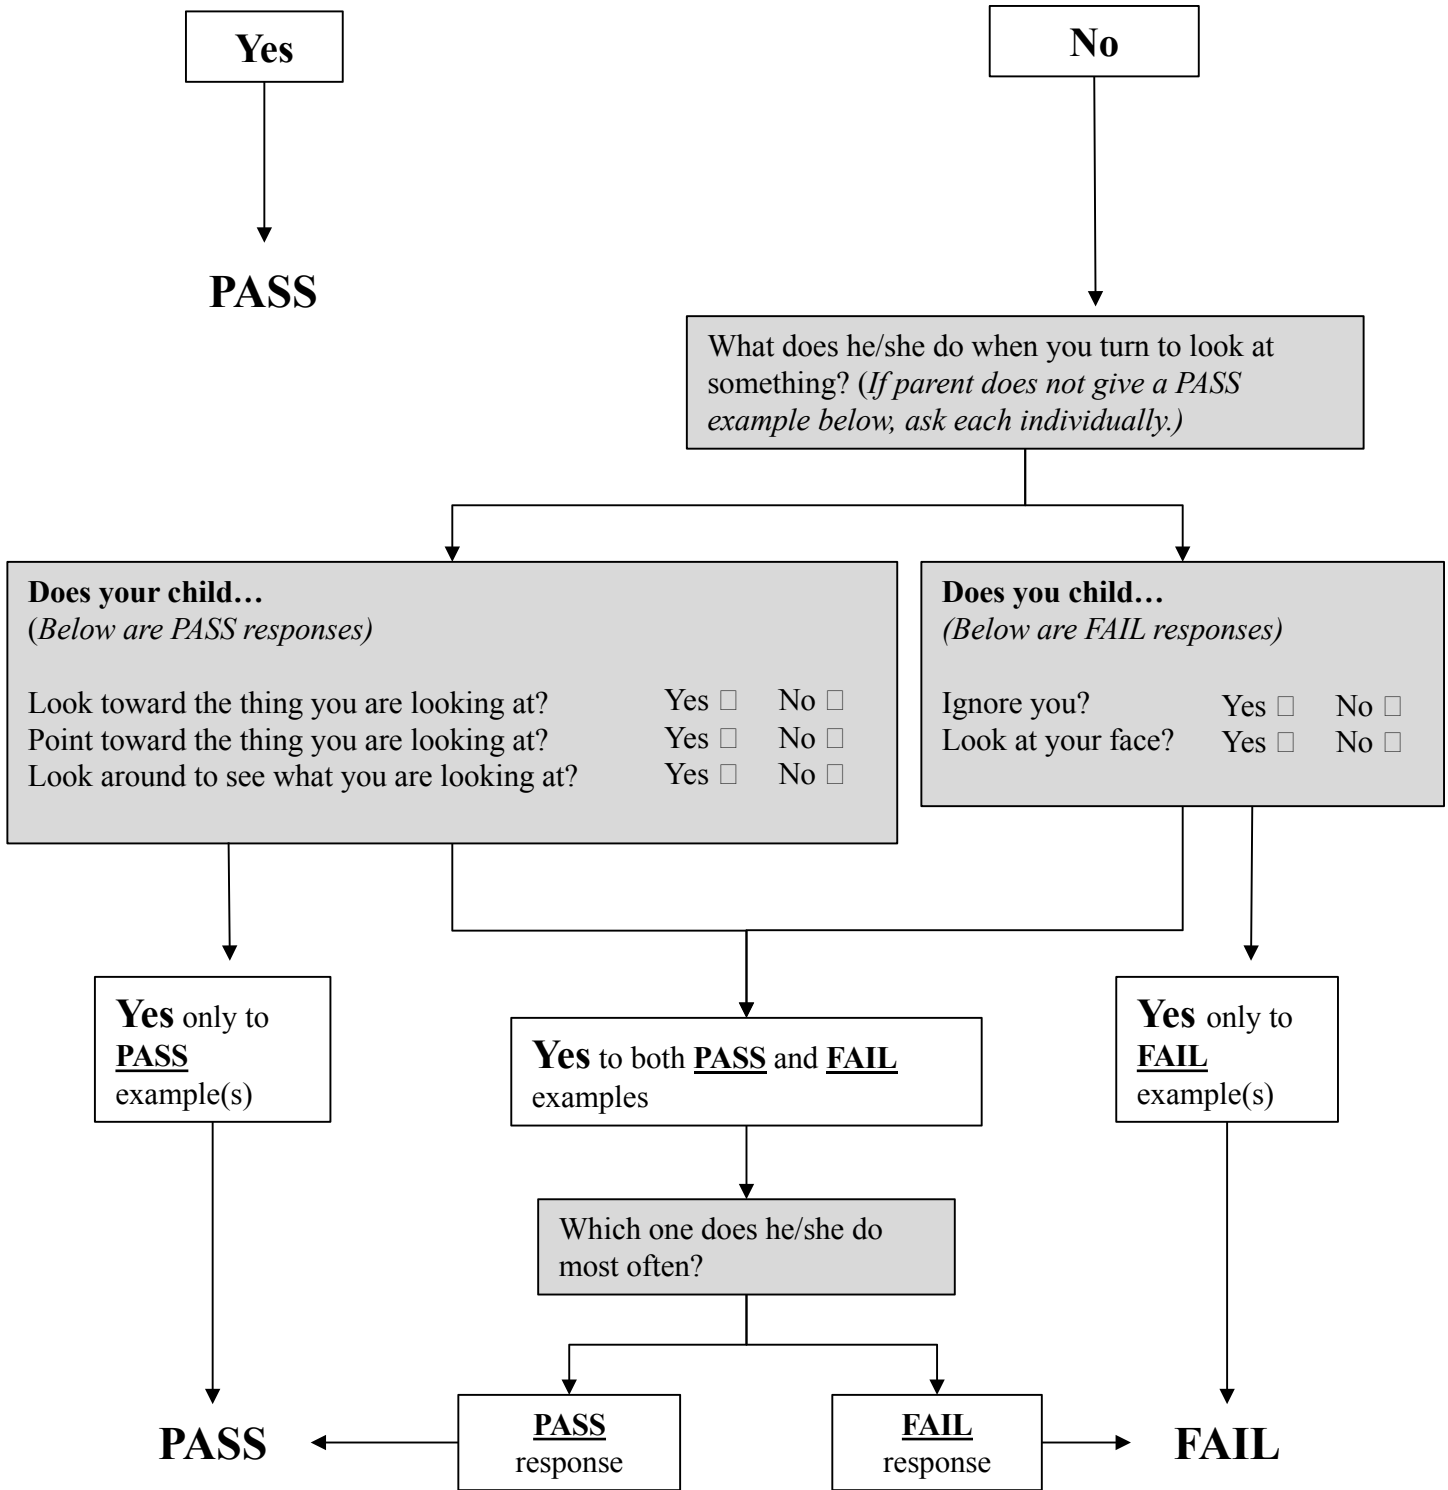 Yes
No
PASS
What does he/she do when you turn to look at
something? (If parent does not give a PASS
example below, ask each individually.)
Does your child…
(Below are PASS responses)
Look toward the thing you are looking at? Yes □ No □
Point toward the thing you are looking at? Yes □ No □
Look around to see what you are looking at? Yes □ No □
Does you child…
(Below are FAIL responses)
Ignore you? Yes □ No □
Look at your face? Yes □ No □
Yes only to
PASS
example(s)
Yes to both PASS and FAIL
examples
Yes only to
FAIL
example(s)
Which one does he/she do
most often?
PASS
PASS
response
FAIL
response
FAIL